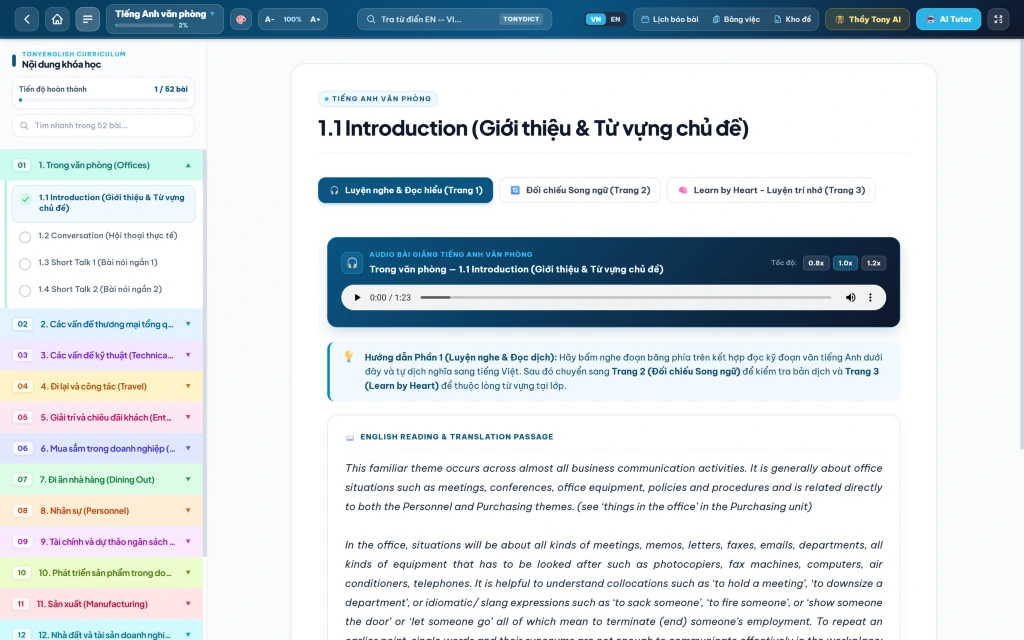 Tiếng Anh văn phòng
2%
A-
100%
A+
Tra từ điển EN ↔ VI...
TONYDICT
VN
EN
Lịch báo bài
Bảng việc
Kho đề
Thầy Tony AI
AI Tutor
TONYENGLISH CURRICULUM
Nội dung khóa học
Tiến độ hoàn thành
1 / 52 bài
Tìm nhanh trang 52 bài...
01
1. Trong văn phòng (Offices)
1.1 Introduction (Giới thiệu & Từ vựng
chủ đề)
1.2 Conversation (Hội thoại thực tế)
1.3 Short Talk 1 (Bài nói ngắn 1)
1.4 Short Talk 2 (Bài nói ngắn 2)
02
2. Các vấn đề thương mại tổng q...
03
3. Các vấn đề kỹ thuật (Technica...
04
4. Đi lại và công tác (Travel)
05
5. Giải trí và chiêu đãi khách (Ent...
06
6. Mua sắm trong doanh nghiệp (...
07
7. Đi ăn nhà hàng (Dining Out)
08
8. Nhân sự (Personnel)
09
9. Tài chính và dự thảo ngân sách ...
10
10. Phát triển sản phẩm trong do...
11
11. Sản xuất (Manufacturing)
12
12. Nhà đất và tài sản doanh nghi...
TIẾNG ANH VĂN PHÒNG
1.1 Introduction (Giới thiệu & Từ vựng chủ đề)
Luyện nghe & Đọc hiểu (Trang 1)
Đối chiếu Song ngữ (Trang 2)
Learn by Heart - Luyện trí nhớ (Trang 3)
AUDIO BÀI GIẢNG TIẾNG ANH VĂN PHÒNG
Trong văn phòng — 1.1 Introduction (Giới thiệu & Từ vựng chủ đề)
Tốc độ:
0.8x
1.0x
1.2x
0:00 / 1:23
Hướng dẫn Phần 1 (Luyện nghe & Đọc dịch): Hãy bấm nghe đoạn băng phía trên kết hợp đọc kỹ đoạn văn tiếng Anh dưới
đây và tự dịch nghĩa sang tiếng Việt. Sau đó chuyển sang Trang 2 (Đối chiếu Song ngữ) để kiểm tra bản dịch và Trang 3
(Learn by Heart) để thuộc lòng từ vựng tại lớp.
ENGLISH READING & TRANSLATION PASSAGE
This familiar theme occurs across almost all business communication activities. It is generally about office
situations such as meetings, conferences, office equipment, policies and procedures and is related directly
to both the Personnel and Purchasing themes. (see ‘things in the office’ in the Purchasing unit)
In the office, situations will be about all kinds of meetings, memos, letters, faxes, emails, departments, all
kinds of equipment that has to be looked after such as photocopiers, fax machines, computers, air
conditioners, telephones. It is helpful to understand collocations such as ‘to hold a meeting’, ‘to downsize a
department’, or idiomatic/ slang expressions such as ‘to sack someone’, ‘to fire someone’, or ‘show someone
the door’ or ‘let someone go’ all of which mean to terminate (end) someone’s employment. To repeat an
earlier point, single words and their synonyms are not enough to communicate effectively in the workplace;